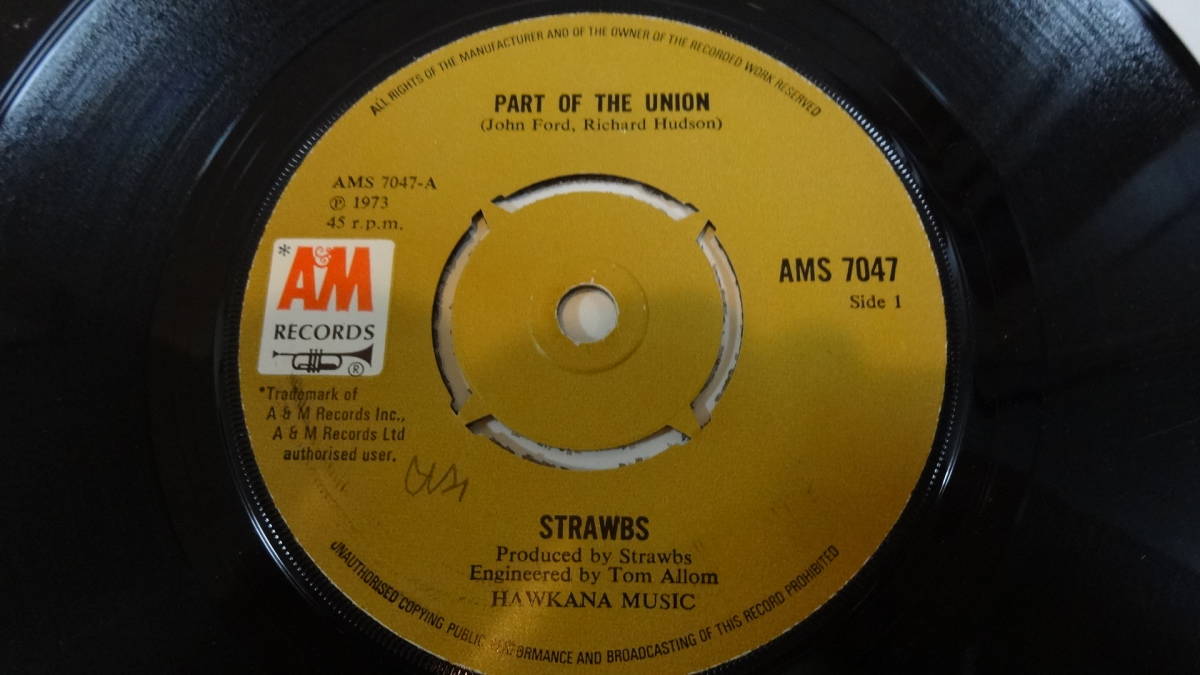 ALL RIGHTS OF THE MANUFACTURER AND OF THE OWNER OF THE RECORDED WORK RESERVED
PART OF THE UNION
(John Ford, Richard Hudson)
AMS 7047-A
℗ 1973
45 r.p.m.
AMS 7047
Side 1
*
A&M
RECORDS
®
*Trademark of
A & M Records Inc.,
A & M Records Ltd
authorised user.
STRAWBS
Produced by Strawbs
Engineered by Tom Allom
HAWKANA MUSIC
UNAUTHORISED COPYING PUBLIC PERFORMANCE AND BROADCASTING OF THIS RECORD PROHIBITED